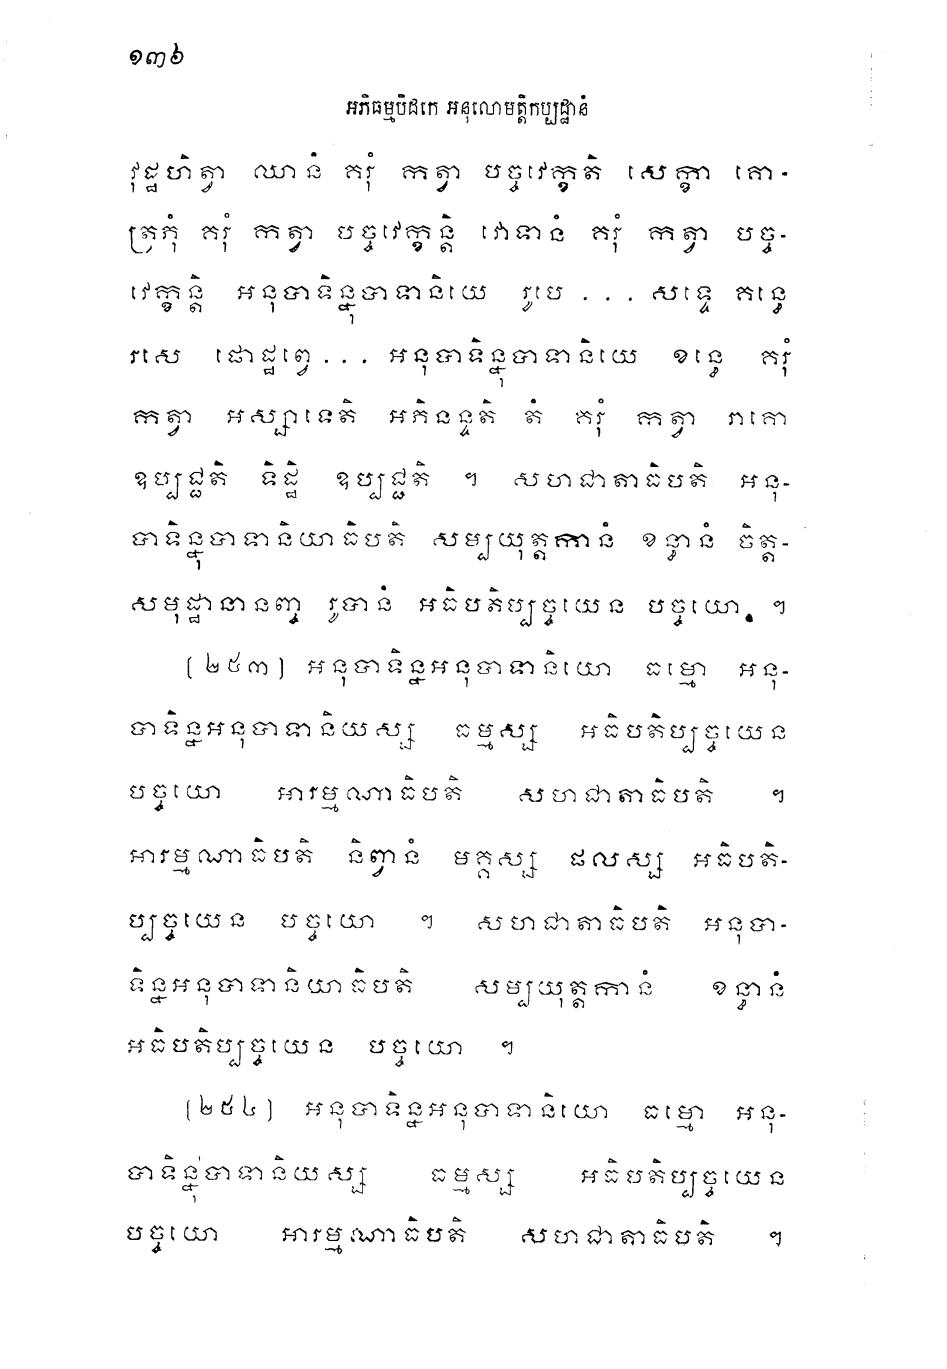 ១៣៦
អភិធម្មបិដកេ អនុលោមត្តិកប្បដ្ឋានំ
វុដ្ឋហិត្វា ឈានំ គរុំ កត្វា បច្ចវេក្ខតិ សេក្ខា គោ-
ត្រភុំ គរុំ កត្វា បច្ចវេក្ខន្តិ វោទានំ គរុំ កត្វា បច្ច-
វេក្ខន្តិ អនុបាទិន្នុបាទានិយេ រូបេ ... សទ្ទេ គន្ធេ
រសេ ផោដ្ឋព្ពេ... អនុបាទិន្នុបាទានិយេ ខន្ធេ គរុំ
កត្វា អស្សាទេតិ អភិនន្ទតិ តំ គរុំ កត្វា រាគោ
ឧប្បជ្ជតិ ទិដ្ឋិ ឧប្បជ្ជតិ ។ សហជាតាធិបតិ អនុ-
បាទិន្នុបាទានិយាធិបតិ សម្បយុត្តកានំ ខន្ធានំ ចិត្ត-
សមុដ្ឋានានញ្ច រូបានំ អធិបតិប្បច្ចយេន បច្ចយោ ។
(២៥៣) អនុបាទិន្នអនុបាទានិយោ ធម្មោ អនុ-
បាទិន្នអនុបាទានិយស្ស ធម្មស្ស អធិបតិប្បច្ចយេន
បច្ចយោ អារម្មណាធិបតិ សហជាតាធិបតិ ។
អារម្មណាធិបតិ និព្វានំ មគ្គស្ស ផលស្ស អធិបតិ-
ប្បច្ចយេន បច្ចយោ ។ សហជាតាធិបតិ អនុបា-
ទិន្នអនុបាទានិយាធិបតិ សម្បយុត្តកានំ ខន្ធានំ
អធិបតិប្បច្ចយេន បច្ចយោ ។
(២៥៤) អនុបាទិន្នអនុបាទានិយោ ធម្មោ អនុ-
បាទិន្នុបាទានិយស្ស ធម្មស្ស អធិបតិប្បច្ចយេន
បច្ចយោ អារម្មណាធិបតិ សហជាតាធិបតិ ។